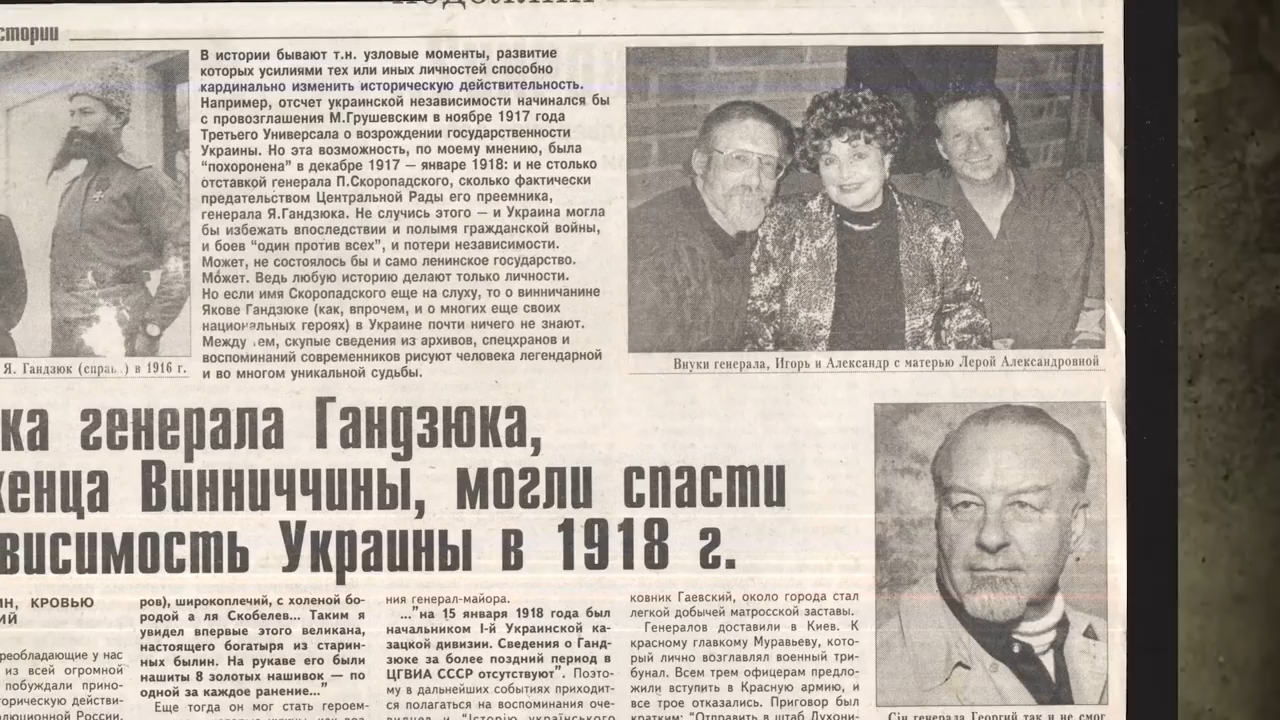 стории
В истории бывают т.н. узловые моменты, развитие
которых усилиями тех или иных личностей способно
кардинально изменить историческую действительность.
Например, отсчет украинской независимости начинался бы
с провозглашения М.Грушевским в ноябре 1917 года
Третьего Универсала о возрождении государственности
Украины. Но эта возможность, по моему мнению, была
“похоронена” в декабре 1917 — январе 1918: и не столько
отставкой генерала П.Скоропадского, сколько фактически
предательством Центральной Рады его преемника,
генерала Я.Гандзюка. Не случись этого — и Украина могла
бы избежать впоследствии и полымя гражданской войны,
и боев “один против всех”, и потери независимости.
Может, не состоялось бы и само ленинское государство.
Может. Ведь любую историю делают только личности.
Но если имя Скоропадского еще на слуху, то о винничанине
Якове Гандзюке (как, впрочем, и о многих еще своих
национальных героях) в Украине почти ничего не знают.
Между .ем, скупые сведения из архивов, спецхранов и
воспоминаний современников рисуют человека легендарной
и во многом уникальной судьбы.
Я. Гандзюк (справ ) в 1916 г.
Внуки генерала, Игорь и Александр с матерью Лерой Александровной
ка генерала Гандзюка,
женца Винниччины, могли спасти
висимость Украины в 1918 г.
ИН, КРОВЬЮ
ИЙ
реобладающие у нас
из всей огромной
побуждали прино-
торическую действи-
люционной России.
ров), широкоплечий, с холеной бо-
родой а ля Скобелев... Таким я
увидел впервые этого великана,
настоящего богатыря из старин-
ных былин. На рукаве его были
нашиты 8 золотых нашивок — по
одной за каждое ранение...”
Еще тогда он мог стать героем-
ния генерал-майора.
...”на 15 января 1918 года был
начальником I-й Украинской ка-
зацкой дивизии. Сведения о Ганд-
зюке за более поздний период в
ЦГВИА СССР отсутствуют”. Поэто-
му в дальнейших событиях приходит-
ся полагаться на воспоминания оче-
видцев и “Історію українського
ковник Гаевский, около города стал
легкой добычей матросской заставы.
Генералов доставили в Киев. К
красному главкому Муравьеву, кото-
рый лично возглавлял военный три-
бунал. Всем трем офицерам предло-
жили вступить в Красную армию, и
все трое отказались. Приговор был
кратким: “Отправить в штаб Духони-
Сін генерала Георгий так и не смог